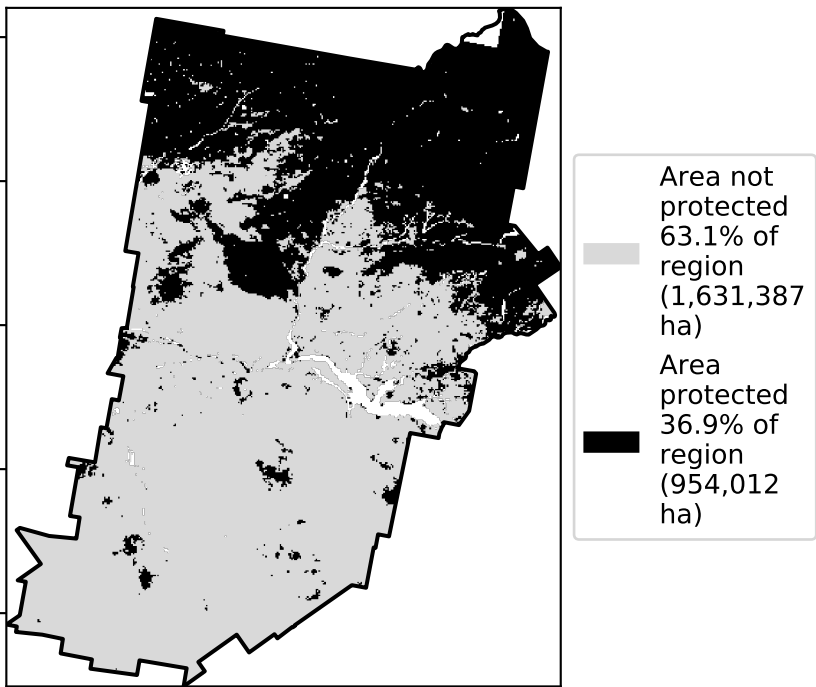 Area not
protected
63.1% of
region
(1,631,387
ha)
Area
protected
36.9% of
region
(954,012
ha)